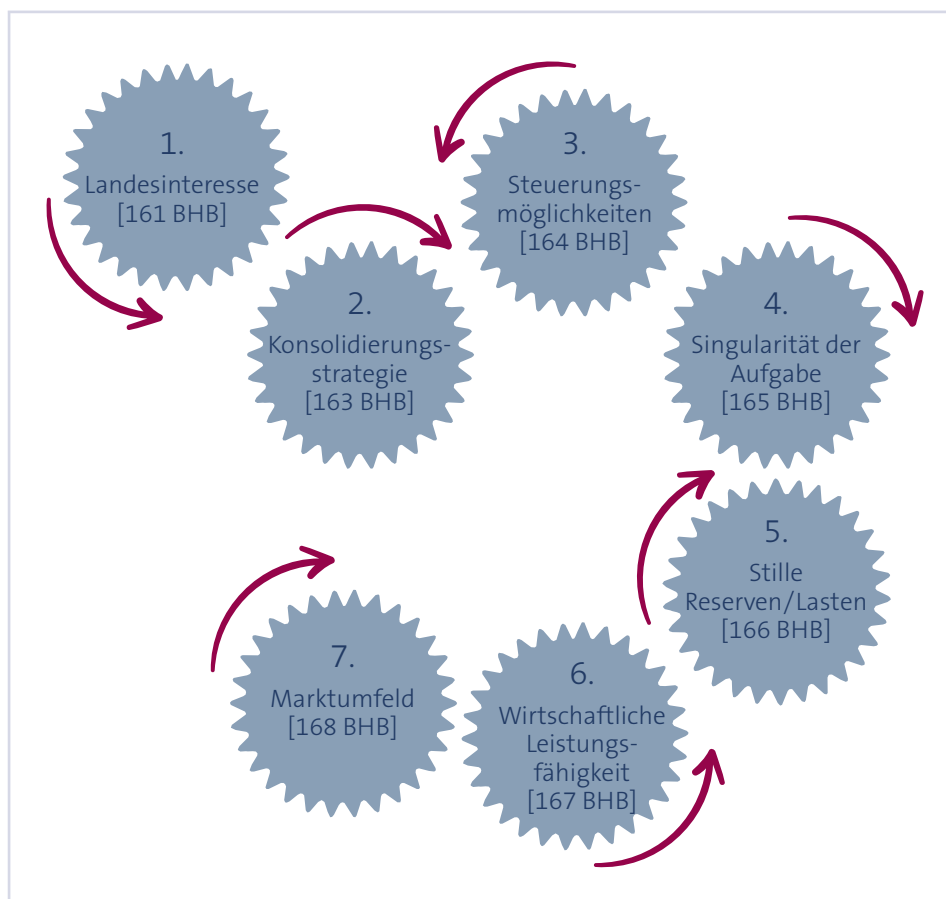 1.
Landesinteresse
[161 BHB]
2.
Konsolidierungs-
strategie
[163 BHB]
3.
Steuerungs-
möglichkeiten
[164 BHB]
4.
Singularität der
Aufgabe
[165 BHB]
5.
Stille
Reserven/Lasten
[166 BHB]
6.
Wirtschaftliche
Leistungs-
fähigkeit
[167 BHB]
7.
Marktumfeld
[168 BHB]